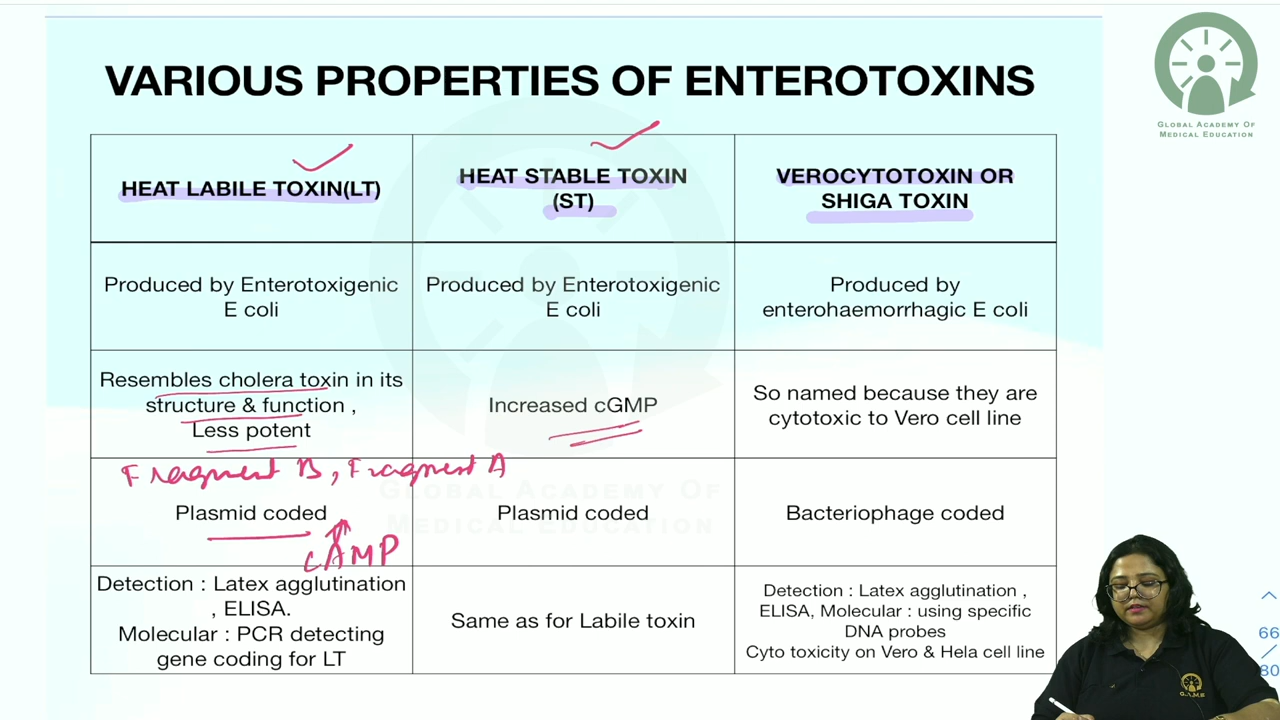 VARIOUS PROPERTIES OF ENTEROTOXINS
GLOBAL ACADEMY OF
MEDICAL EDUCATION
HEAT LABILE TOXIN(LT)
HEAT STABLE TOXIN
(ST)
VEROCYTOTOXIN OR
SHIGA TOXIN
Produced by Enterotoxigenic
E coli
Produced by Enterotoxigenic
E coli
Produced by
enterohaemorrhagic E coli
Resembles cholera toxin in its
structure & function ,
Less potent
Increased cGMP
So named because they are
cytotoxic to Vero cell line
Fragment B, Fragment A
Plasmid coded
cAMP
Plasmid coded
Bacteriophage coded
GLOBAL ACADEMY OF
MEDICAL EDUCATION
Detection : Latex agglutination
, ELISA.
Molecular : PCR detecting
gene coding for LT
Same as for Labile toxin
Detection : Latex agglutination ,
ELISA, Molecular : using specific
DNA probes
Cyto toxicity on Vero & Hela cell line
66
/
80
G.A.M.E